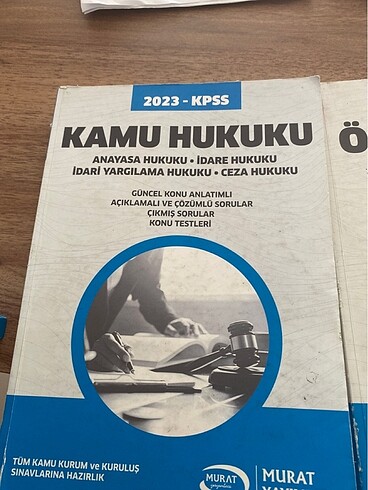 2023 - KPSS
KAMU HUKUKU
ANAYASA HUKUKU • İDARE HUKUKU
İDARİ YARGILAMA HUKUKU • CEZA HUKUKU
GÜNCEL KONU ANLATIMLI
AÇIKLAMALI VE ÇÖZÜMLÜ SORULAR
ÇIKMIŞ SORULAR
KONU TESTLERİ
Ö
TÜM KAMU KURUM ve KURULUŞ
SINAVLARINA HAZIRLIK
MURAT
yayınları
MURAT